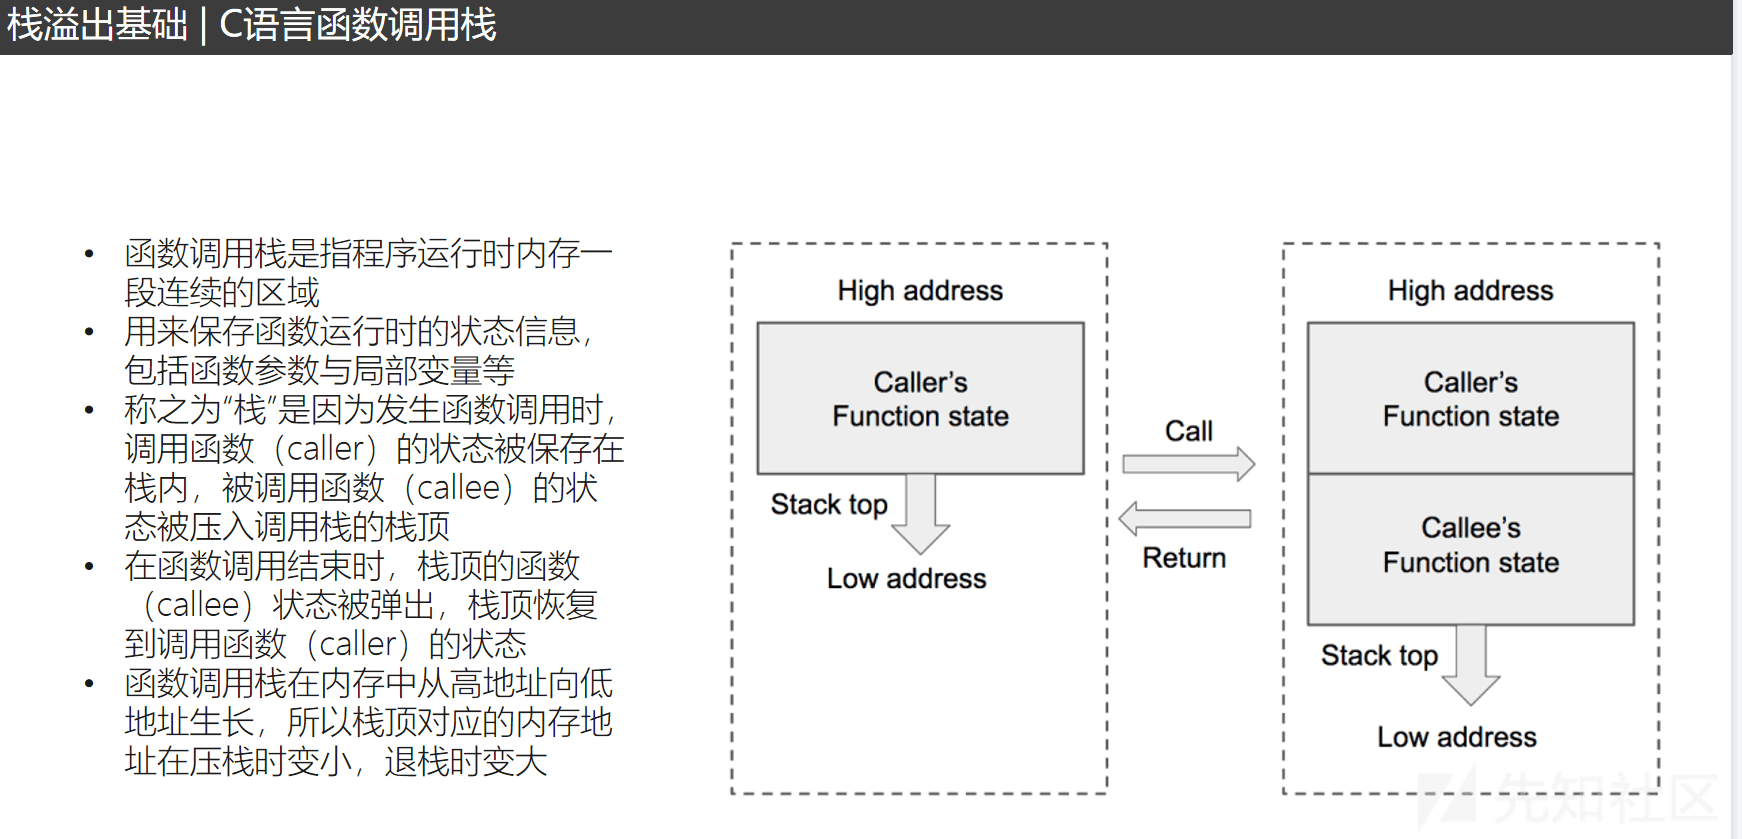 栈溢出基础 | C语言函数调用栈
• 函数调用栈是指程序运行时内存一
段连续的区域
• 用来保存函数运行时的状态信息，
包括函数参数与局部变量等
• 称之为“栈”是因为发生函数调用时，
调用函数（caller）的状态被保存在
栈内，被调用函数（callee）的状
态被压入调用栈的栈顶
• 在函数调用结束时，栈顶的函数
（callee）状态被弹出，栈顶恢复
到调用函数（caller）的状态
• 函数调用栈在内存中从高地址向低
地址生长，所以栈顶对应的内存地
址在压栈时变小，退栈时变大
High address
Caller’s
Function state
Stack top
Low address
Call
Return
High address
Caller’s
Function state
Callee’s
Function state
Stack top
Low address
先知社区